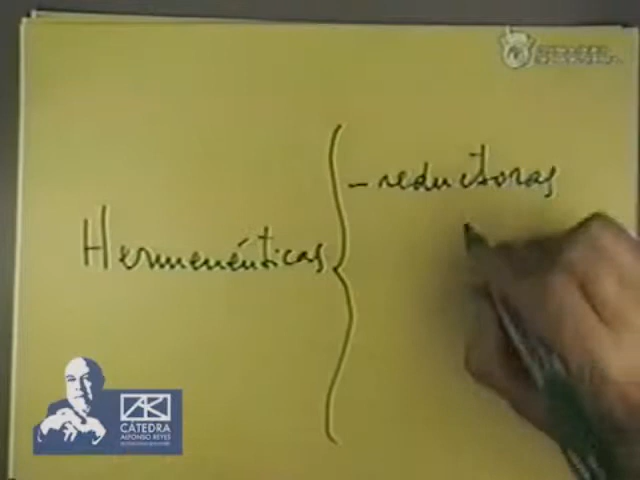 Hermenéuticas
- reductoras
CÁTEDRA
ALFONSO REYES